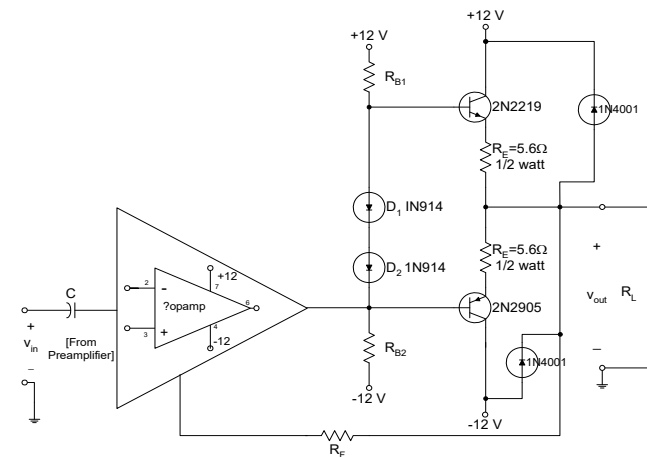 +12 V
+12 V
R_B1
2N2219
1N4001
R_E=5.6Ω
1/2 watt
D_1 IN914
D_2 1N914
R_E=5.6Ω
1/2 watt
+12
7
2
-
?opamp
6
3
+
4
-12
C
+
v_in
[From
Preamplifier]
–
2N2905
+
v_out
R_L
–
R_B2
1N4001
-12 V
-12 V
R_F